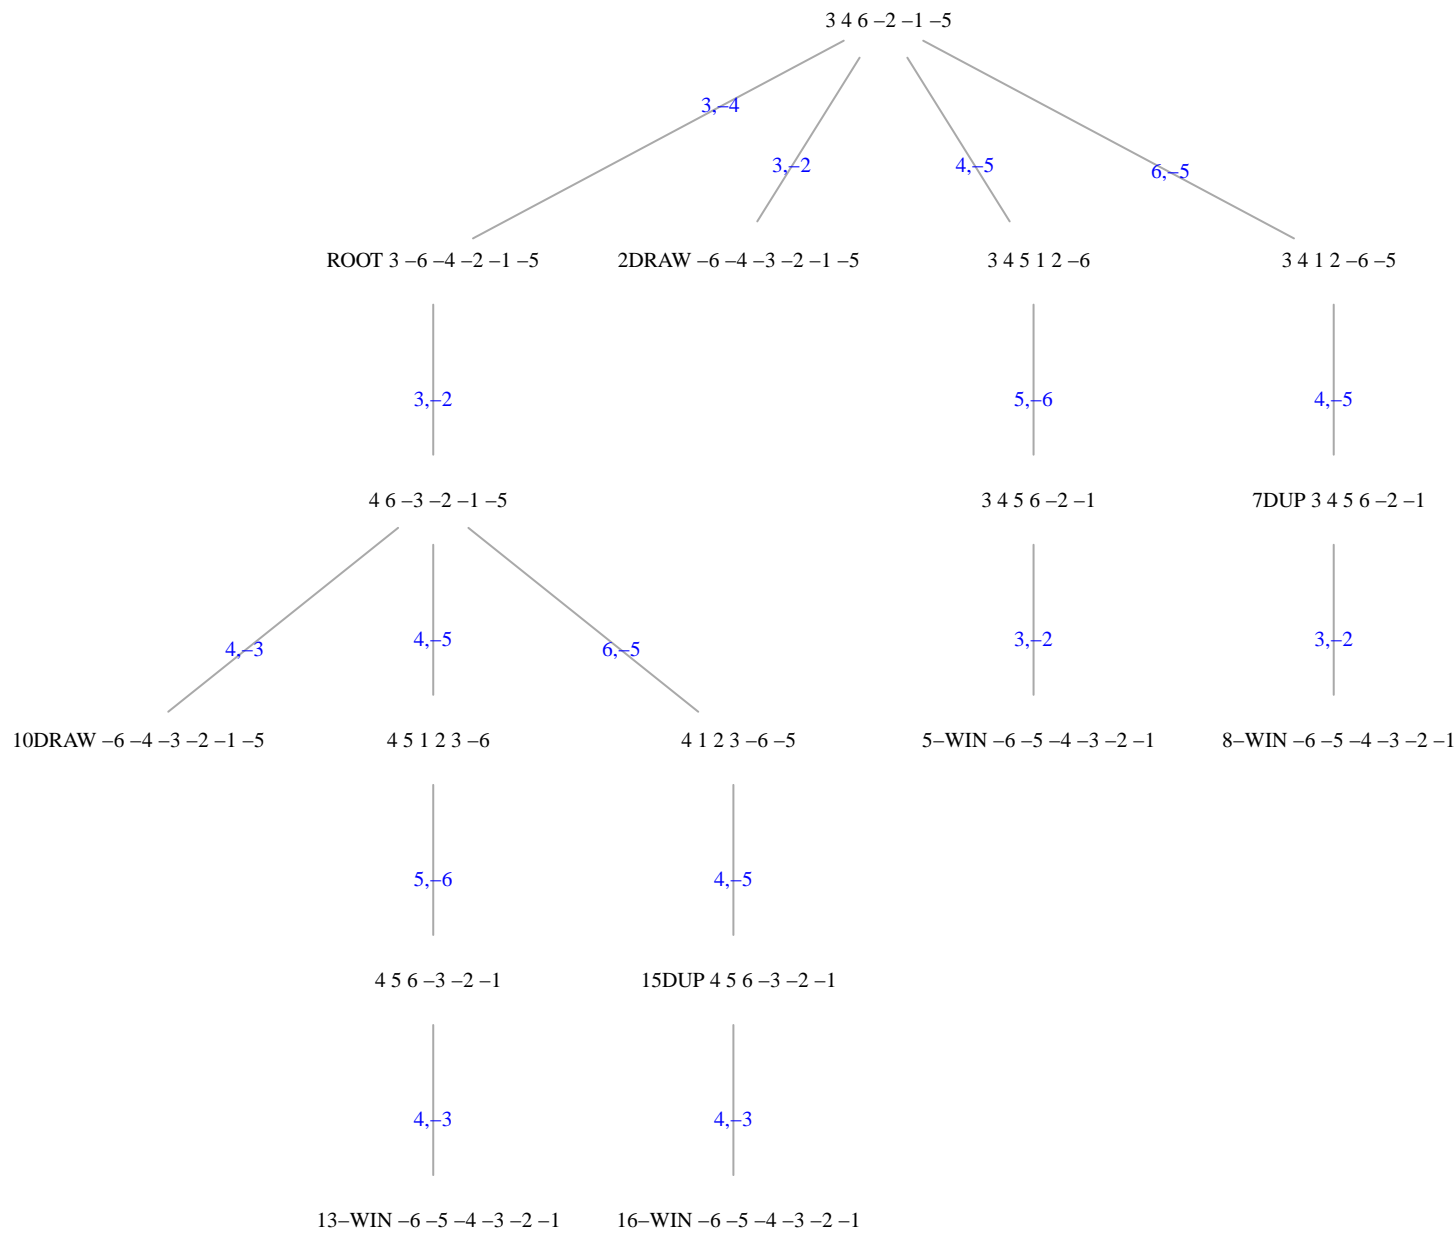 3 4 6 –2 –1 –5
3,–4
3,–2
4,–5
6,–5
ROOT 3 –6 –4 –2 –1 –5
2DRAW –6 –4 –3 –2 –1 –5
3 4 5 1 2 –6
3 4 1 2 –6 –5
3,–2
5,–6
4,–5
4 6 –3 –2 –1 –5
3 4 5 6 –2 –1
7DUP 3 4 5 6 –2 –1
4,–3
4,–5
6,–5
3,–2
3,–2
10DRAW –6 –4 –3 –2 –1 –5
4 5 1 2 3 –6
4 1 2 3 –6 –5
5–WIN –6 –5 –4 –3 –2 –1
8–WIN –6 –5 –4 –3 –2 –1
5,–6
4,–5
4 5 6 –3 –2 –1
15DUP 4 5 6 –3 –2 –1
4,–3
4,–3
13–WIN –6 –5 –4 –3 –2 –1
16–WIN –6 –5 –4 –3 –2 –1